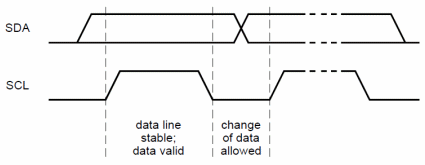 SDA
SCL
data line
stable;
data valid
change
of data
allowed